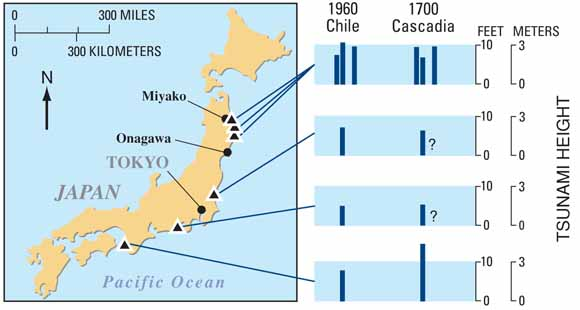 0 300 MILES
0 300 KILOMETERS
N
Miyako
Onagawa
TOKYO
JAPAN
Pacific Ocean
1960 1700
Chile Cascadia
FEET METERS
10 3
0 0
10 3
?
0 0
10 3
?
0 0
10 3
0 0
TSUNAMI HEIGHT